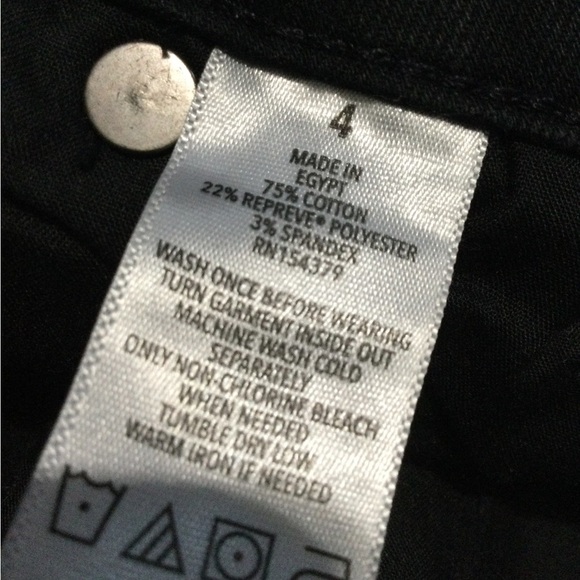 4
MADE IN
EGYPT
75% COTTON
22% REPREVE® POLYESTER
3% SPANDEX
RN154379
WASH ONCE BEFORE WEARING
TURN GARMENT INSIDE OUT
MACHINE WASH COLD
SEPARATELY
ONLY NON-CHLORINE BLEACH
WHEN NEEDED
TUMBLE DRY LOW
WARM IRON IF NEEDED